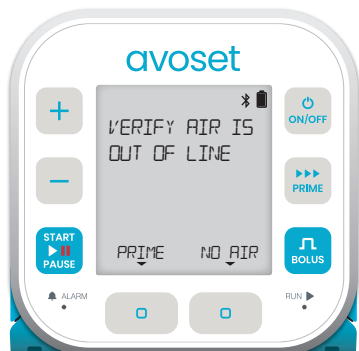 avoset
VERIFY AIR IS
OUT OF LINE
PRIME NO AIR
ON/OFF
PRIME
START
PAUSE
BOLUS
ALARM
RUN